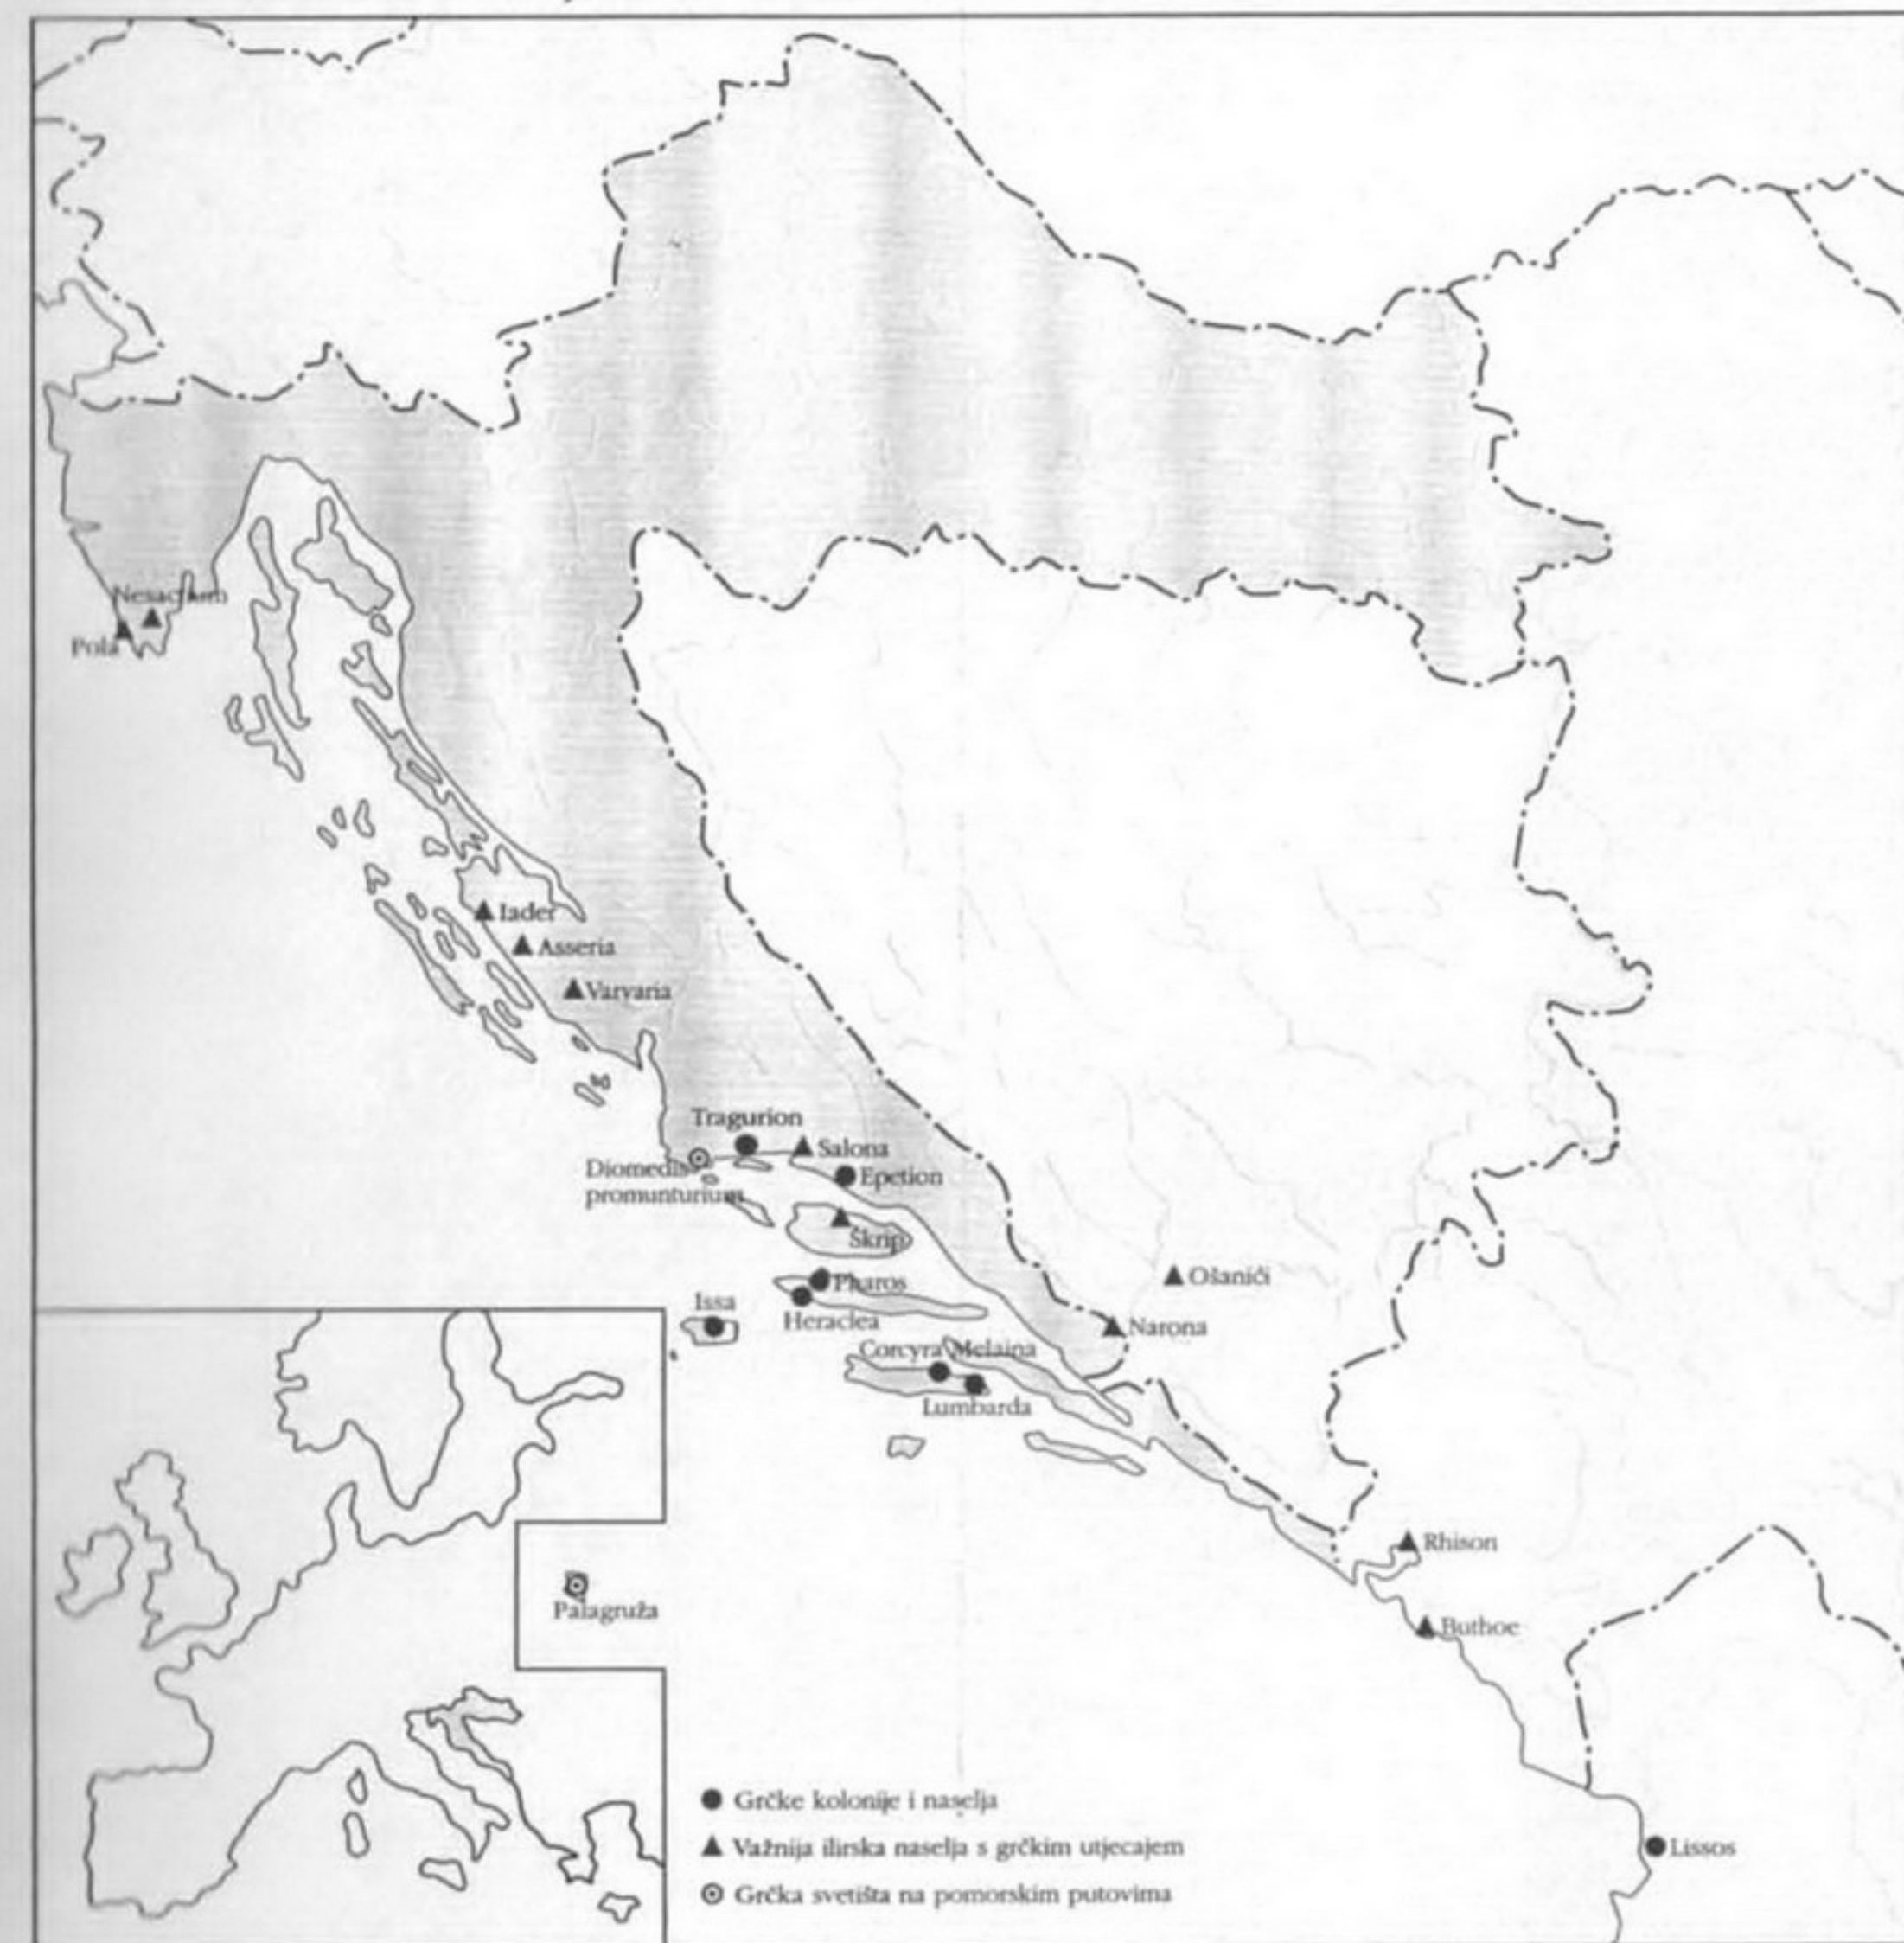 Nesactium
Pola
Iader
Asseria
Varvaria
Tragurion
Salona
Diomedis
promunturium
Epetion
Škrip
Ošanići
Pharos
Issa
Heraclea
Narona
Corcyra Melaina
Lumbarda
Rhison
Palagruža
Buthoe
Grčke kolonije i naselja
Važnija ilirska naselja s grčkim utjecajem
Lissos
Grčka svetišta na pomorskim putovima